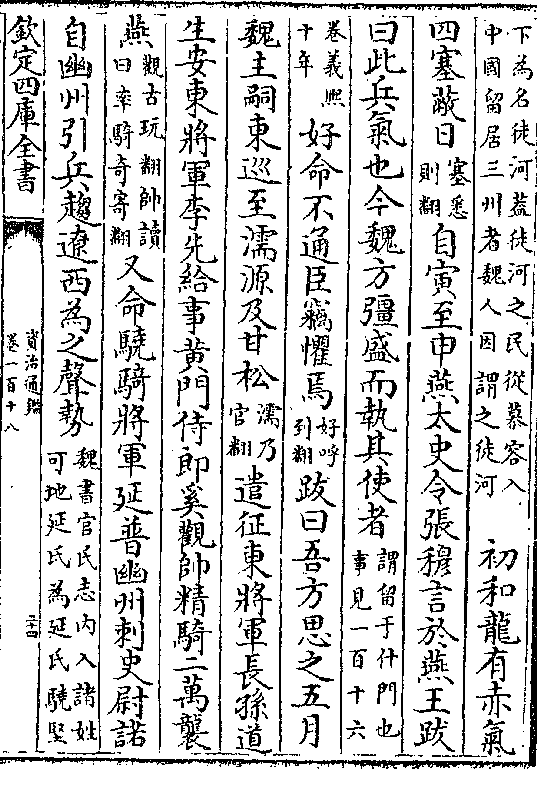 下為名徒河蓋徒河之民從慕容入
中國留居三州者魏人因謂之徒河
初和龍有赤氣
四塞蔽日
塞悉
則翻
自寅至申燕太史令張穆言於燕王跋
曰此兵氣也今魏方彊盛而執其使者
謂留于什門也
事見一百十六
卷義熙
十年
好命不通臣竊懼焉
好呼
到翻
跋曰吾方思之五月
魏主嗣東巡至濡源及甘松
濡乃
官翻
遣征東將軍長孫道
生安東將軍李先給事黄門侍郎奚觀帥精騎二萬襲
燕
觀古玩翻帥讀
曰率騎奇寄翻
又命驍騎將軍延普幽州刺史尉諾
自幽州引兵趨遼西為之聲勢
魏書官氏志内入諸姓
可地延氏為延氏驍堅
欽定四庫全書
資治通鑑
卷一百十八
二十四